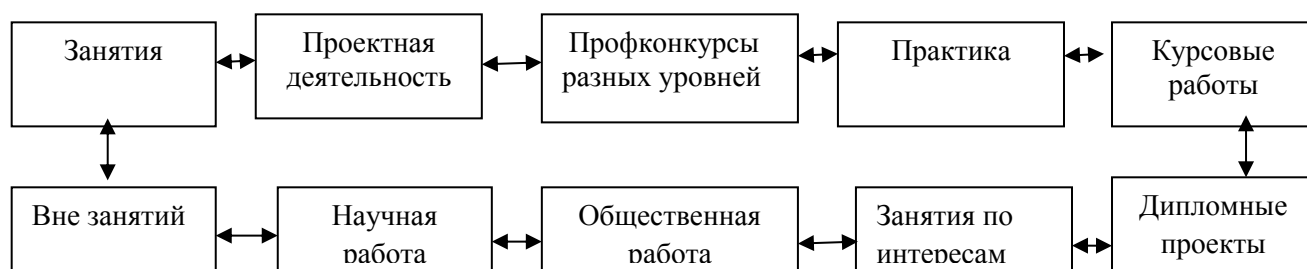 Занятия
Проектная
деятельность
Профконкурсы
разных уровней
Практика
Курсовые
работы
Вне занятий
Научная
работа
Общественная
работа
Занятия по
интересам
Дипломные
проекты